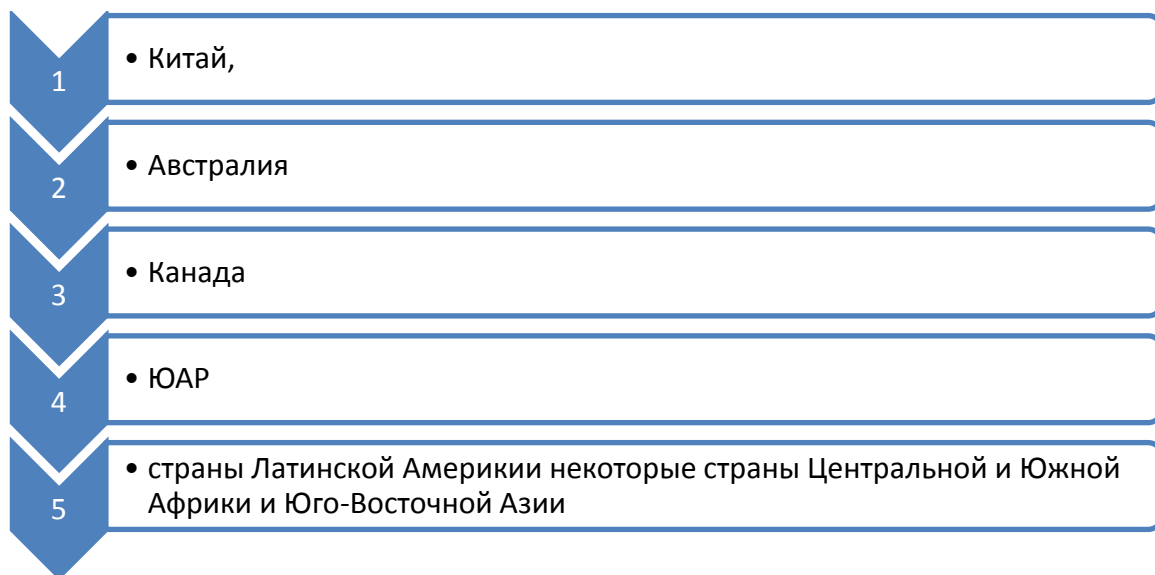 1
• Китай,
2
• Австралия
3
• Канада
4
• ЮАР
5
• страны Латинской Америкии некоторые страны Центральной и Южной
Африки и Юго-Восточной Азии